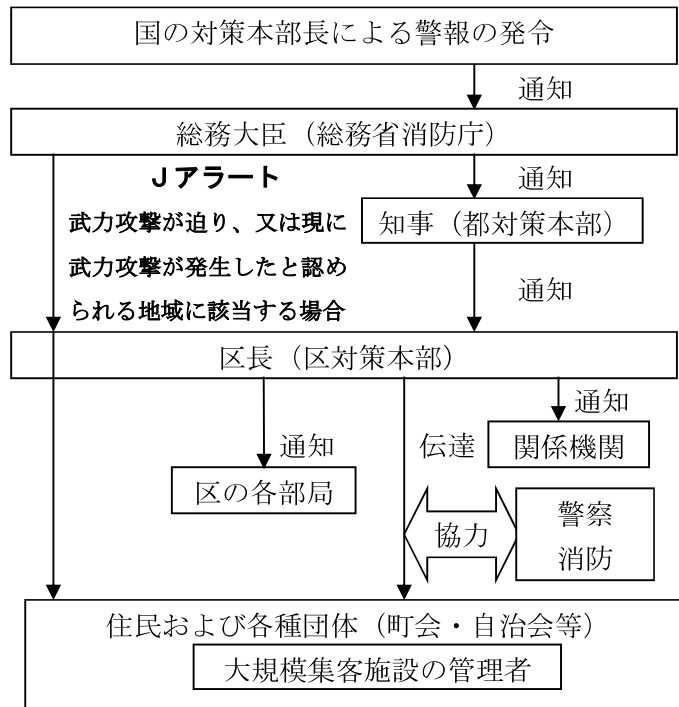 国の対策本部長による警報の発令
通知
総務大臣（総務省消防庁）
Ｊアラート
通知
武力攻撃が迫り、又は現に
武力攻撃が発生したと認め
られる地域に該当する場合
知事（都対策本部）
通知
区長（区対策本部）
通知
通知
伝達
関係機関
区の各部局
協力
警察
消防
住民および各種団体（町会・自治会等）
大規模集客施設の管理者